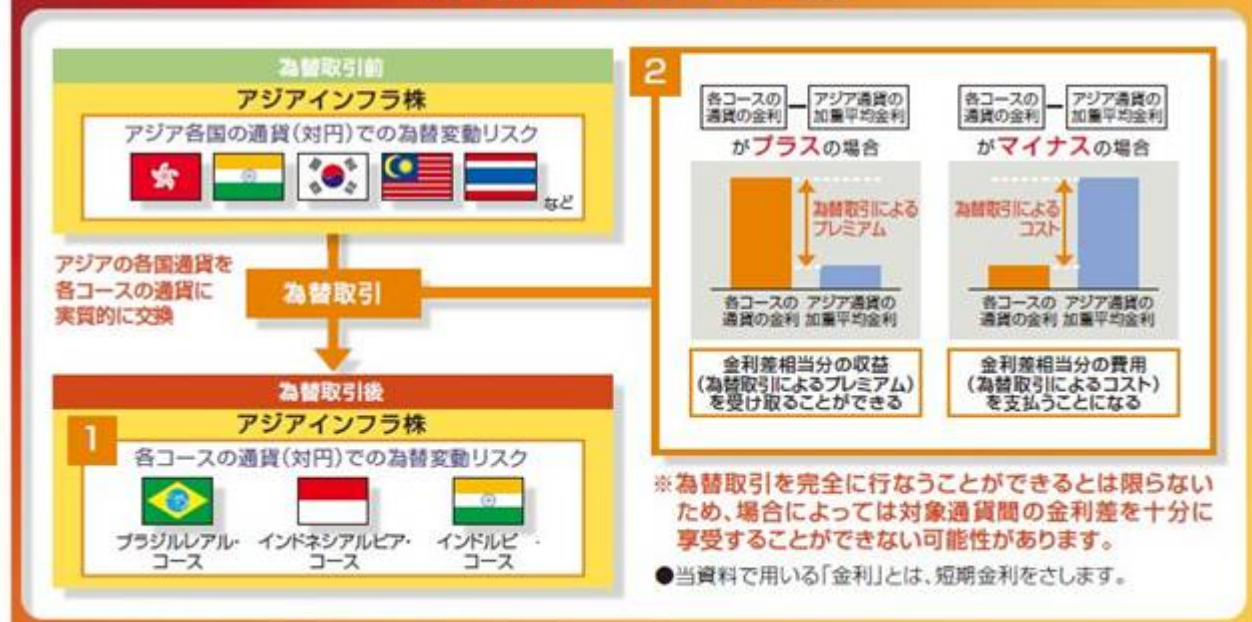 為替取引前
アジアインフラ株
アジア各国の通貨(対円)での為替変動リスク
など
アジアの各国通貨を
各コースの通貨に
実質的に交換
為替取引
為替取引後
1
アジアインフラ株
各コースの通貨(対円)での為替変動リスク
ブラジルレアル・
コース
インドネシアルピア・
コース
インドルピ ・
コース
2
各コースの
通貨の金利
ー
アジア通貨の
加重平均金利
がプラスの場合
為替取引による
プレミアム
各コースの
通貨の金利
アジア通貨の
加重平均金利
金利差相当分の収益
(為替取引によるプレミアム)
を受け取ることができる
各コースの
通貨の金利
ー
アジア通貨の
加重平均金利
がマイナスの場合
為替取引による
コスト
各コースの
通貨の金利
アジア通貨の
加重平均金利
金利差相当分の費用
(為替取引によるコスト)
を支払うことになる
※為替取引を完全に行なうことができるとは限らない
ため、場合によっては対象通貨間の金利差を十分に
享受することができない可能性があります。
●当資料で用いる「金利」とは、短期金利をさします。